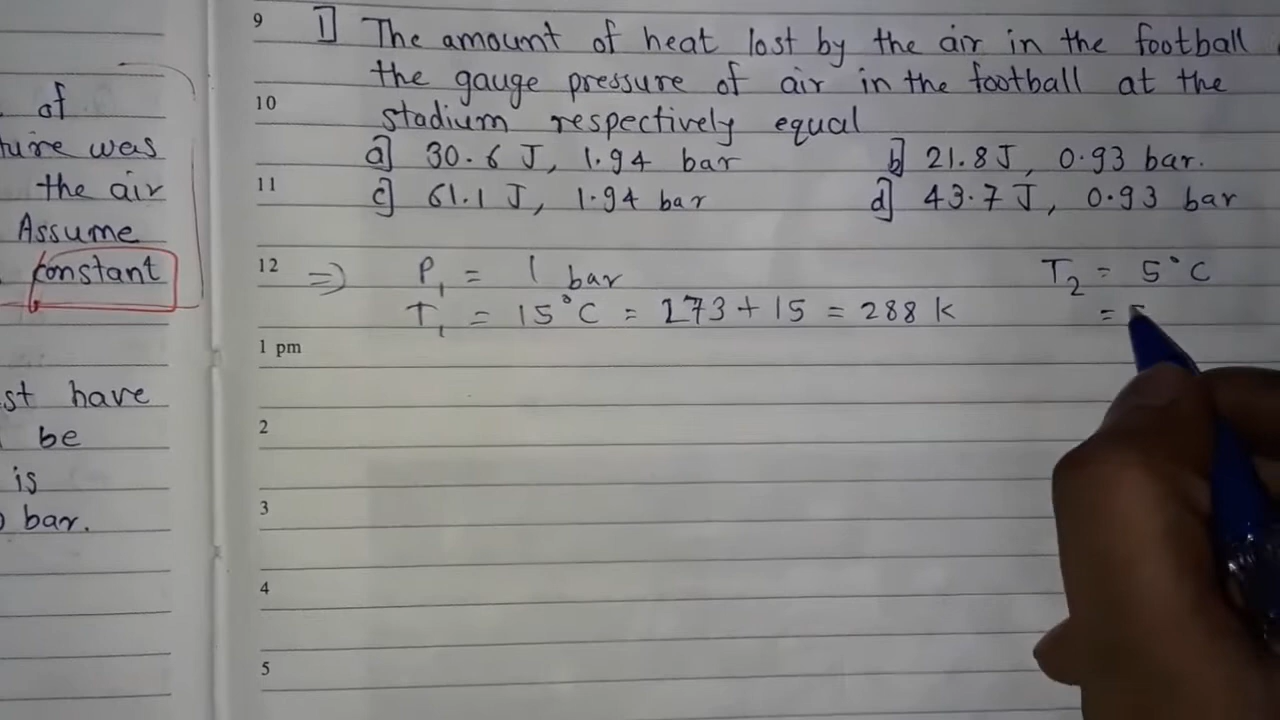 of
ture was
the air
Assume
constant
st have
be
is
bar.
9
1] The amount of heat lost by the air in the football
the gauge pressure of air in the football at the
10
stadium respectively equal
a] 30.6 J, 1.94 bar b] 21.8 J, 0.93 bar.
11
c] 61.1 J, 1.94 bar d] 43.7 J, 0.93 bar
12
⇒ P₁ = 1 bar T₂ = 5°C
T₁ = 15°C = 273 + 15 = 288 k = 5
1 pm
2
3
4
5